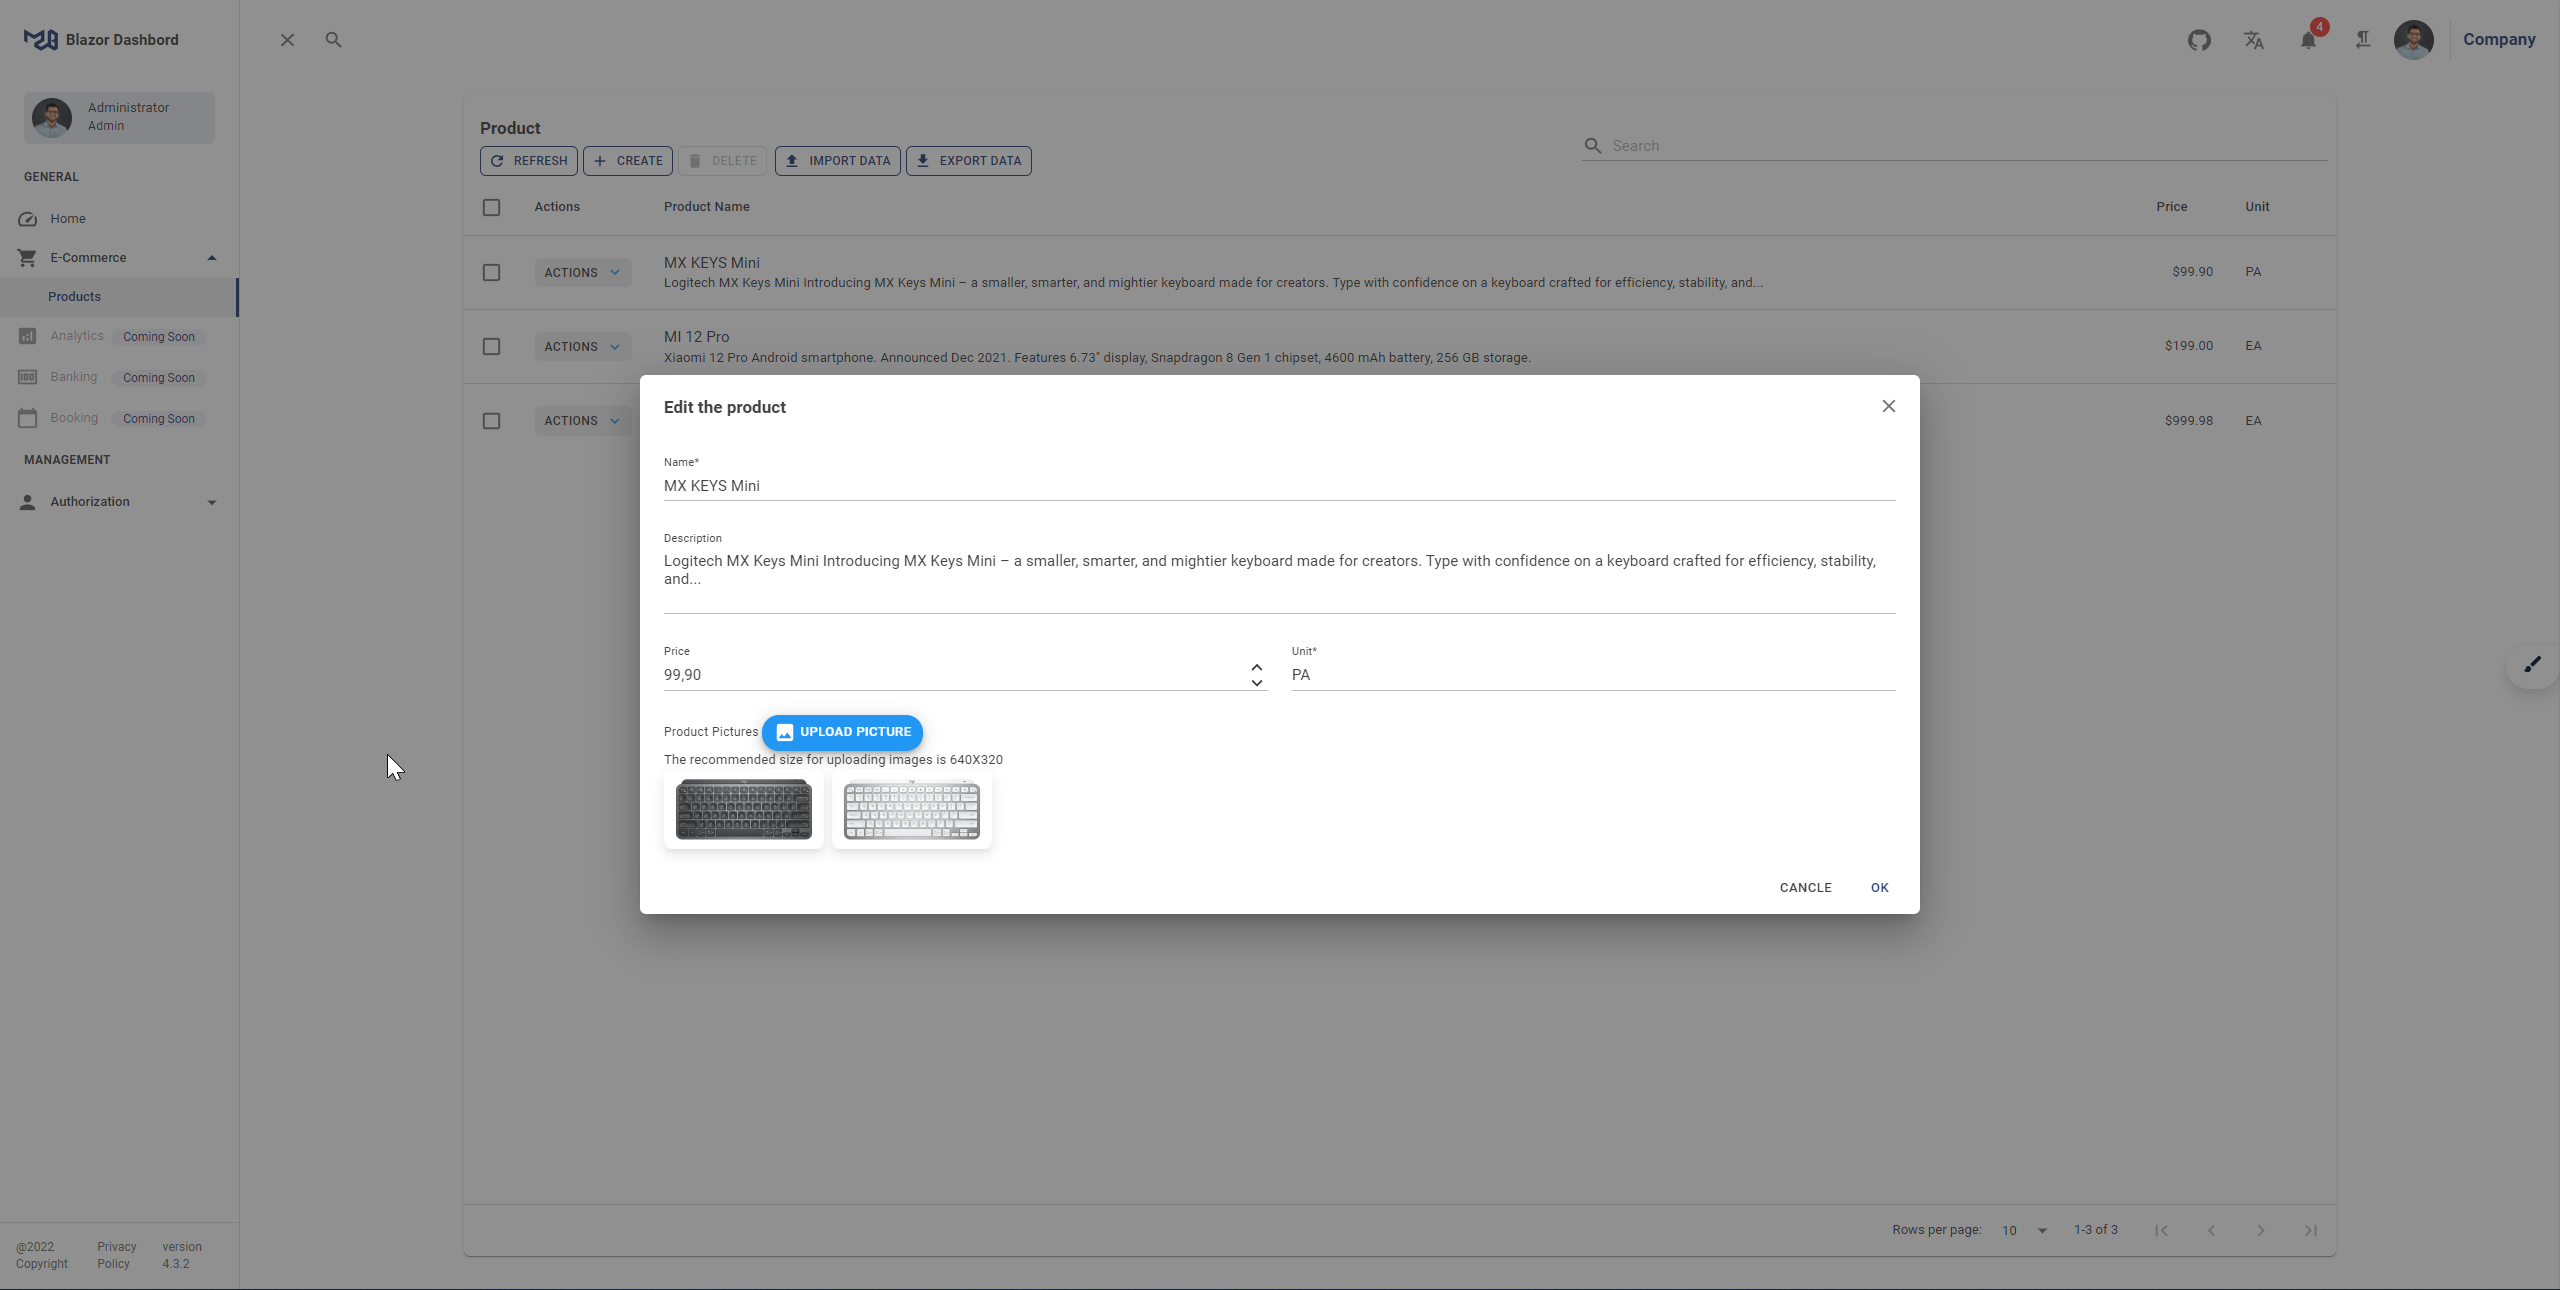 Blazor Dashbord
4
Company
Administrator
Admin
GENERAL
Home
E-Commerce
Products
Analytics Coming Soon
Banking Coming Soon
Booking Coming Soon
MANAGEMENT
Authorization
@2022 Copyright
Privacy Policy
version 4.3.2
Product
REFRESH CREATE DELETE IMPORT DATA EXPORT DATA
Search
Actions Product Name Price Unit
ACTIONS MX KEYS Mini $99.90 PA
Logitech MX Keys Mini Introducing MX Keys Mini – a smaller, smarter, and mightier keyboard made for creators. Type with confidence on a keyboard crafted for efficiency, stability, and...
ACTIONS MI 12 Pro $199.00 EA
Xiaomi 12 Pro Android smartphone. Announced Dec 2021. Features 6.73″ display, Snapdragon 8 Gen 1 chipset, 4600 mAh battery, 256 GB storage.
ACTIONS $999.98 EA
Edit the product
Name*
MX KEYS Mini
Description
Logitech MX Keys Mini Introducing MX Keys Mini – a smaller, smarter, and mightier keyboard made for creators. Type with confidence on a keyboard crafted for efficiency, stability,
and...
Price Unit*
99,90 PA
Product Pictures UPLOAD PICTURE
The recommended size for uploading images is 640X320
CANCLE OK
Rows per page: 10 1-3 of 3